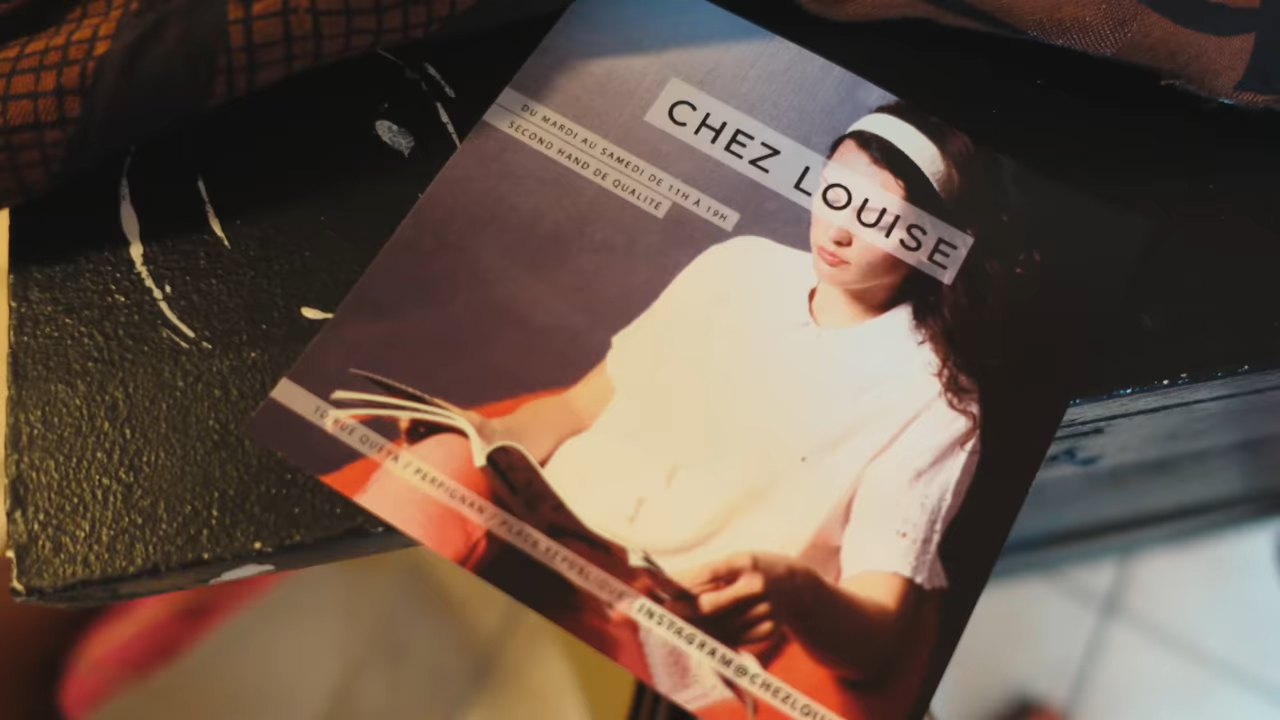 CHEZ LOUISE
DU MARDI AU SAMEDI DE 11H À 19H
SECOND HAND DE QUALITÉ
RUE QUEYA / PERPIGNAN / PLACE RÉPUBLIQUE / INSTAGRAM@CHEZLOU